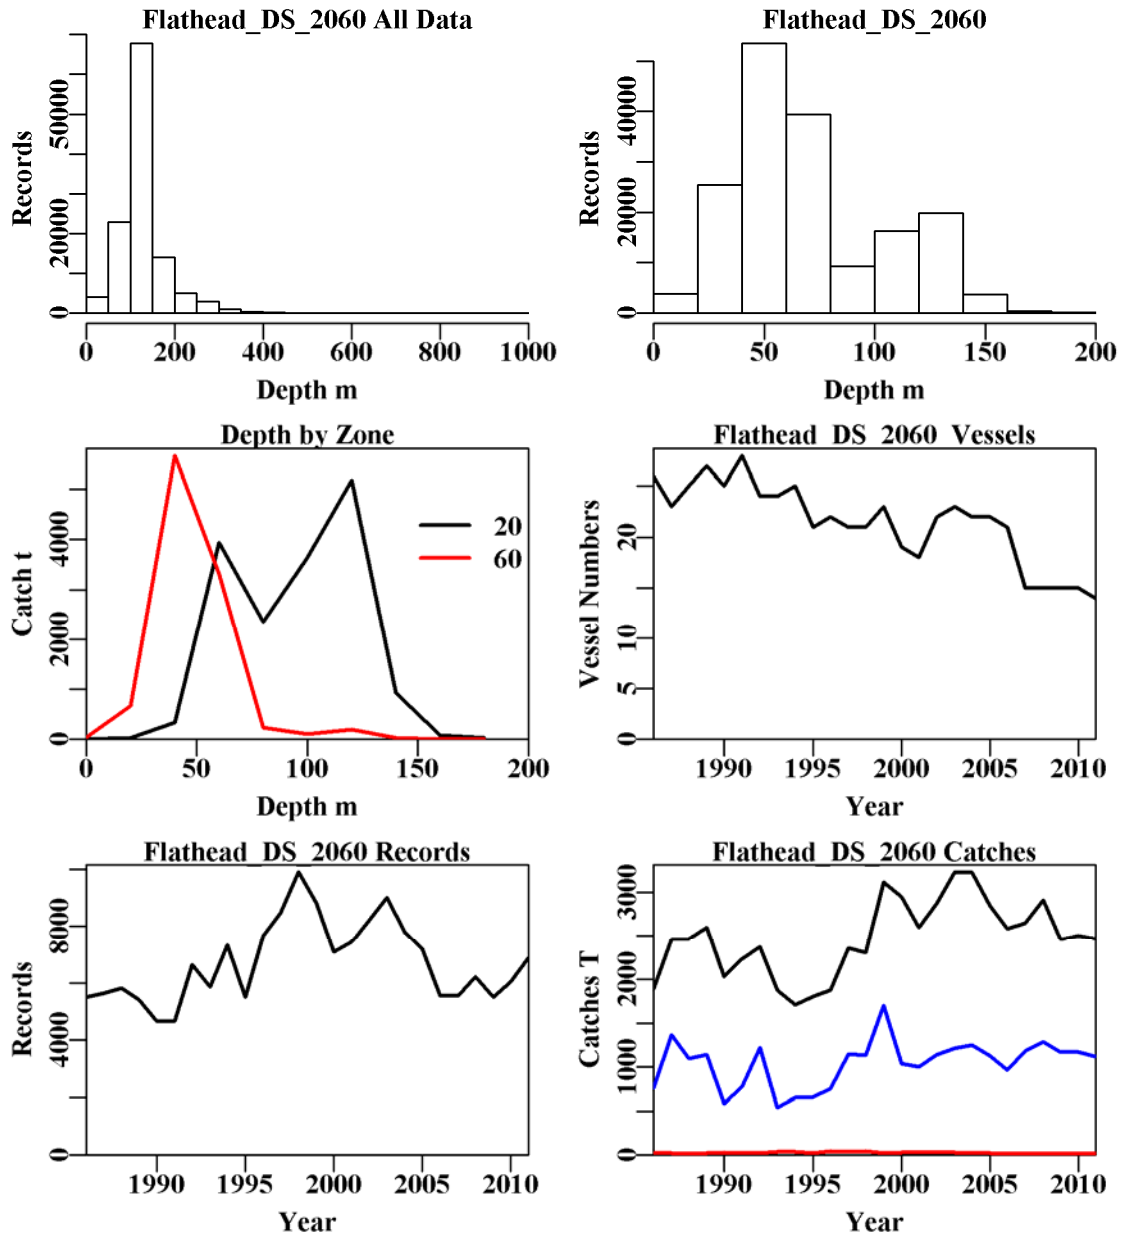 Flathead_DS_2060 All Data
Records
0
20000
50000
0 200 400 600 800 1000
Depth m
Flathead_DS_2060
Records
0
20000
40000
0 50 100 150 200
Depth m
Depth by Zone
Catch t
0
2000
4000
20
60
0 50 100 150 200
Depth m
Flathead_DS_2060_Vessels
Vessel Numbers
0
5
10
20
1990 1995 2000 2005 2010
Year
Flathead_DS_2060 Records
Records
0
4000
8000
1990 1995 2000 2005 2010
Year
Flathead_DS_2060 Catches
Catches T
0
1000
2000
3000
1990 1995 2000 2005 2010
Year